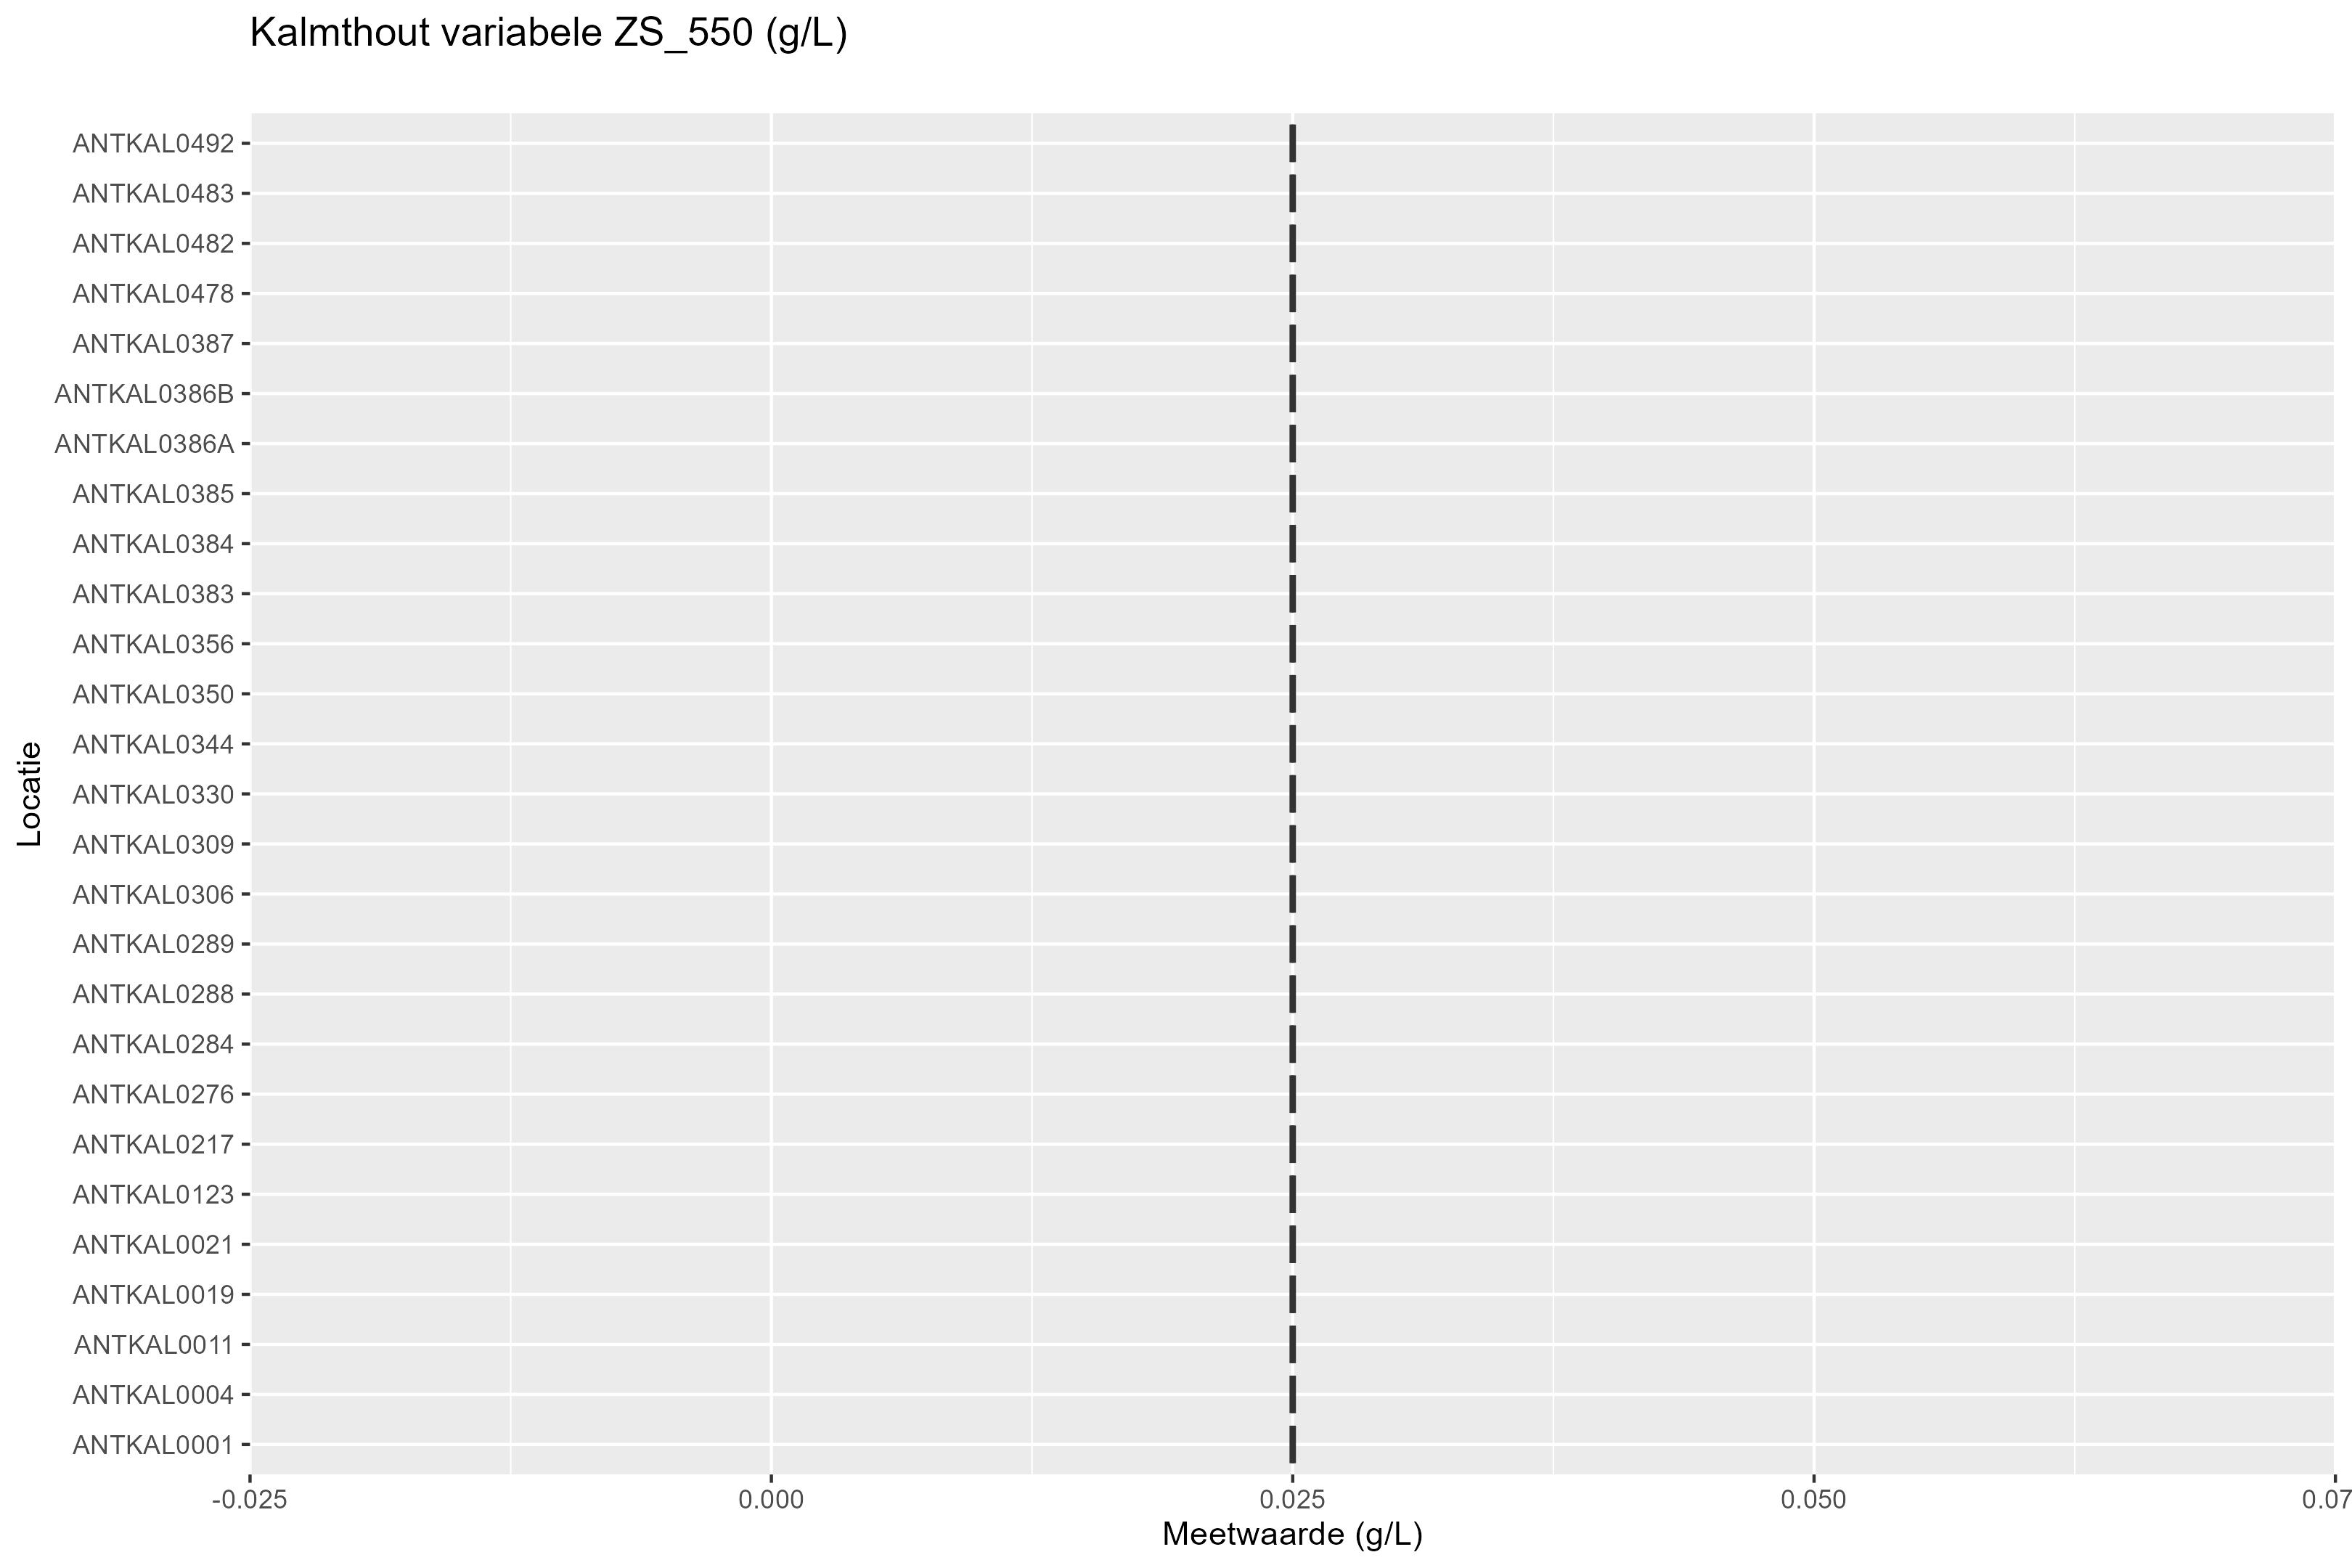 Kalmthout variabele ZS_550 (g/L)
ANTKAL0492
ANTKAL0483
ANTKAL0482
ANTKAL0478
ANTKAL0387
ANTKAL0386B
ANTKAL0386A
ANTKAL0385
ANTKAL0384
ANTKAL0383
ANTKAL0356
ANTKAL0350
ANTKAL0344
ANTKAL0330
ANTKAL0309
ANTKAL0306
ANTKAL0289
ANTKAL0288
ANTKAL0284
ANTKAL0276
ANTKAL0217
ANTKAL0123
ANTKAL0021
ANTKAL0019
ANTKAL0011
ANTKAL0004
ANTKAL0001
Locatie
-0.025 0.000 0.025 0.050 0.07
Meetwaarde (g/L)